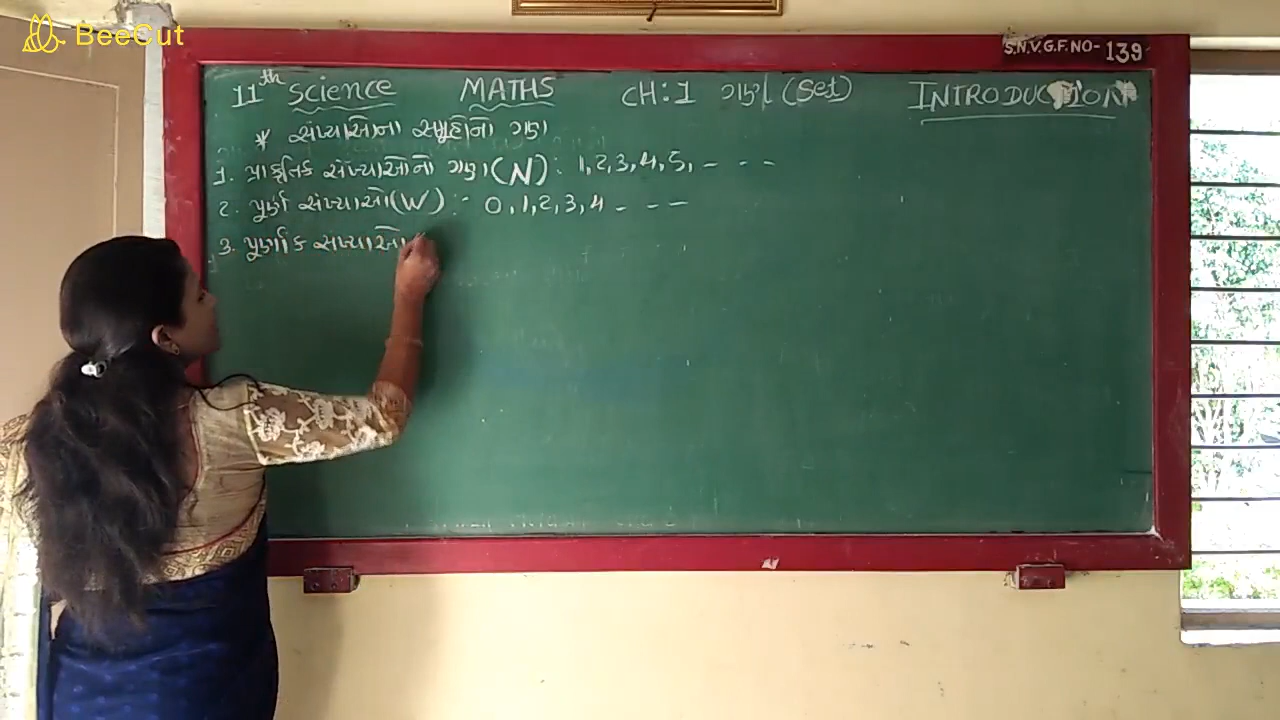 BeeCut
S.N.V.G.F.NO- 139
11th Science MATHS CH:1 ગણ (Set) INTRODUCTION
* સંખ્યાઓના સમૂહોનો ગણ
1. પ્રાકૃતિક સંખ્યાઓનો ગણ (N) : 1,2,3,4,5, - - -
2. પૂર્ણ સંખ્યાઓ (W) :- 0,1,2,3,4 - - -
3. પૂર્ણાંક સંખ્યાઓ